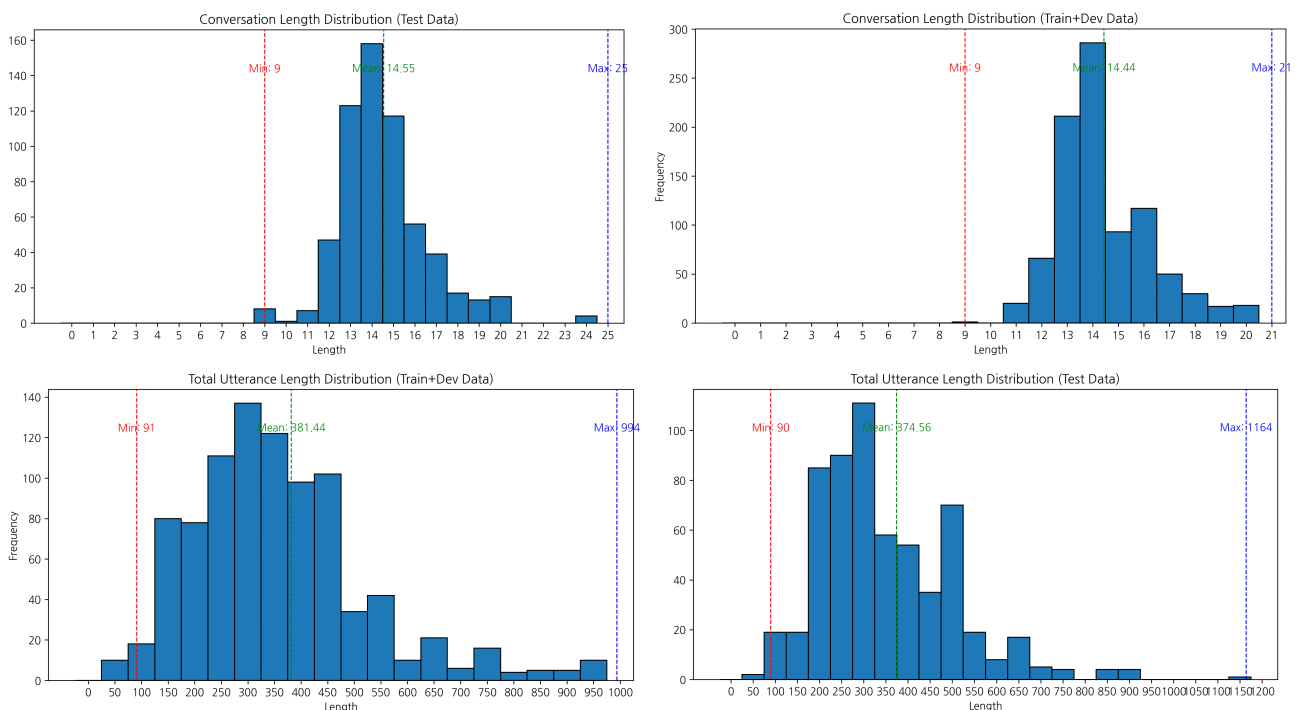 Conversation Length Distribution (Test Data)
160
140
120
100
80
60
40
20
0
Min: 9
Mean: 14.55
Max: 25
0 1 2 3 4 5 6 7 8 9 10 11 12 13 14 15 16 17 18 19 20 21 22 23 24 25
Length
Conversation Length Distribution (Train+Dev Data)
Frequency
300
250
200
150
100
50
0
Min: 9
Mean: 14.44
Max: 21
0 1 2 3 4 5 6 7 8 9 10 11 12 13 14 15 16 17 18 19 20 21
Length
Total Utterance Length Distribution (Train+Dev Data)
Frequency
140
120
100
80
60
40
20
0
Min: 91
Mean: 381.44
Max: 994
0 50 100 150 200 250 300 350 400 450 500 550 600 650 700 750 800 850 900 950 1000
Length
Total Utterance Length Distribution (Test Data)
100
80
60
40
20
0
Min: 90
Mean: 374.56
Max: 1164
0 50 100 150 200 250 300 350 400 450 500 550 600 650 700 750 800 850 900 950 1000 1050 1100 1150 1200
Length